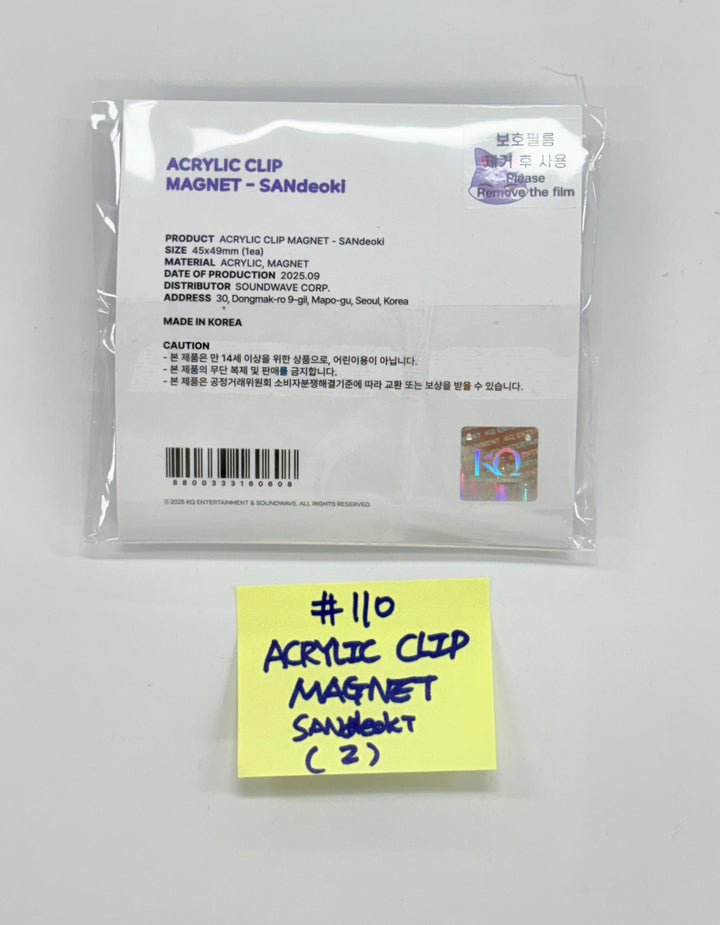 ACRYLIC CLIP
MAGNET - SANdeoki
보호필름
제거 후 사용
Please
Remove the film
PRODUCT ACRYLIC CLIP MAGNET - SANdeoki
SIZE 45x49mm (1ea)
MATERIAL ACRYLIC, MAGNET
DATE OF PRODUCTION 2025.09
DISTRIBUTOR SOUNDWAVE CORP.
ADDRESS 30, Dongmak-ro 9-gil, Mapo-gu, Seoul, Korea
MADE IN KOREA
CAUTION
- 본 제품은 만 14세 이상을 위한 상품으로, 어린이용이 아닙니다.
- 본 제품의 무단 복제 및 판매를 금지합니다.
- 본 제품은 공정거래위원회 소비자분쟁해결기준에 따라 교환 또는 보상을 받을 수 있습니다.
8800333160608
KQ
©2025 KQ ENTERTAINMENT & SOUNDWAVE. ALL RIGHTS RESERVED.
#110
ACRYLIC CLIP
MAGNET
SANdeokI
(2)